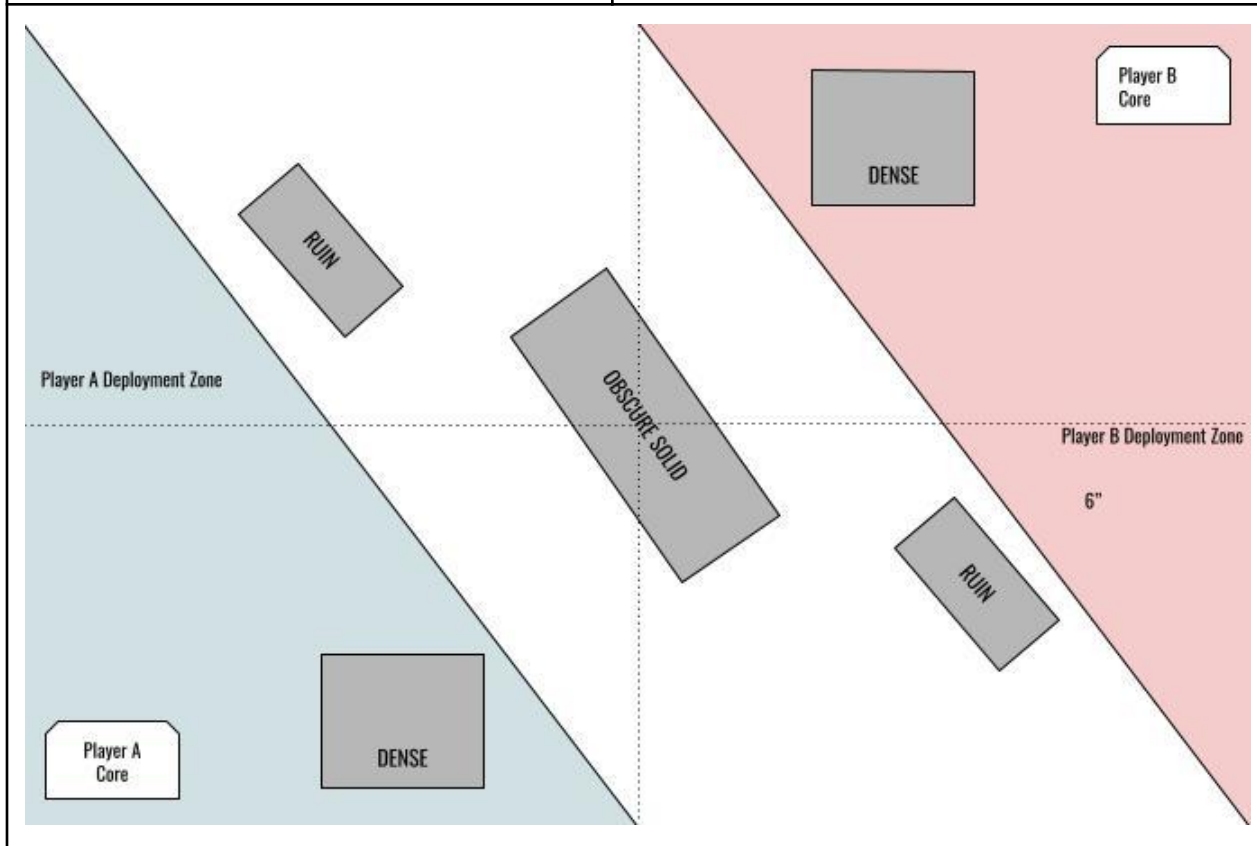 Player B
Core
DENSE
RUIN
Player A Deployment Zone
OBSCURE SOLID
Player B Deployment Zone
6”
RUIN
Player A
Core
DENSE